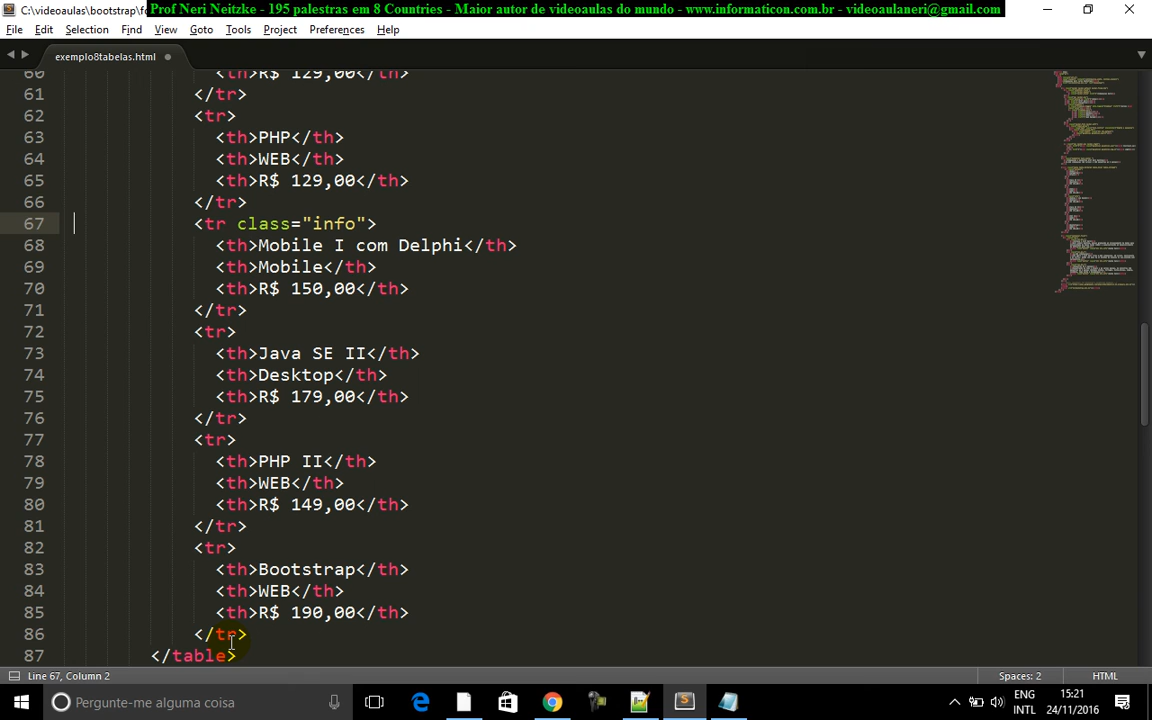 C:\videoaulas\bootstrap\fo
Prof Neri Neitzke - 195 palestras em 8 Countries - Maior autor de videoaulas do mundo - www.informaticon.com.br - videoaulaneri@gmail.com
File Edit Selection Find View Goto Tools Project Preferences Help
exemplo8tabelas.html
60 <th>R$ 129,00</th>
61 </tr>
62 <tr>
63 <th>PHP</th>
64 <th>WEB</th>
65 <th>R$ 129,00</th>
66 </tr>
67 <tr class="info">
68 <th>Mobile I com Delphi</th>
69 <th>Mobile</th>
70 <th>R$ 150,00</th>
71 </tr>
72 <tr>
73 <th>Java SE II</th>
74 <th>Desktop</th>
75 <th>R$ 179,00</th>
76 </tr>
77 <tr>
78 <th>PHP II</th>
79 <th>WEB</th>
80 <th>R$ 149,00</th>
81 </tr>
82 <tr>
83 <th>Bootstrap</th>
84 <th>WEB</th>
85 <th>R$ 190,00</th>
86 </tr>
87 </table>
Line 67, Column 2 Spaces: 2 HTML
Pergunte-me alguma coisa
ENG 15:21
INTL 24/11/2016